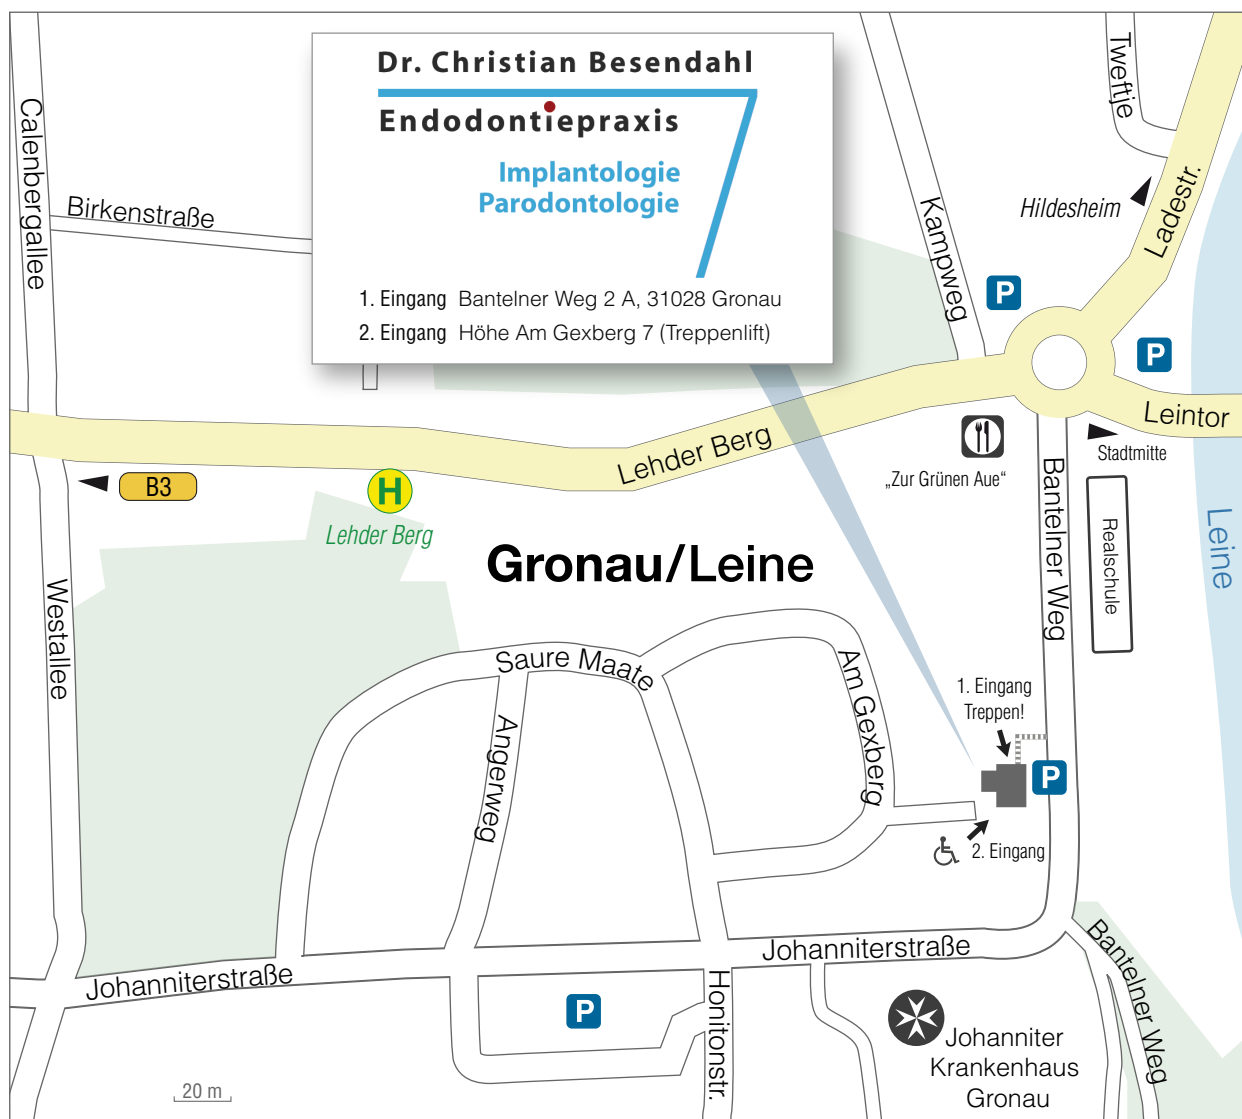 Dr. Christian Besendahl
Endodontiepraxis
Implantologie
Parodontologie
1. Eingang Bantelner Weg 2 A, 31028 Gronau
2. Eingang Höhe Am Gexberg 7 (Treppenlift)
Calenbergallee
Birkenstraße
Tweftje
Kampweg
Hildesheim
Ladestr.
P
P
Leintor
Lehder Berg
Stadtmitte
„Zur Grünen Aue“
B3
H
Lehder Berg
Gronau/Leine
Bantelner Weg
Realschule
Leine
Westallee
Saure Maate
Am Gexberg
Angerweg
1. Eingang
Treppen!
P
2. Eingang
Johanniterstraße
Johanniterstraße
Bantelner Weg
P
Honitonstr.
Johanniter
Krankenhaus
Gronau
20 m